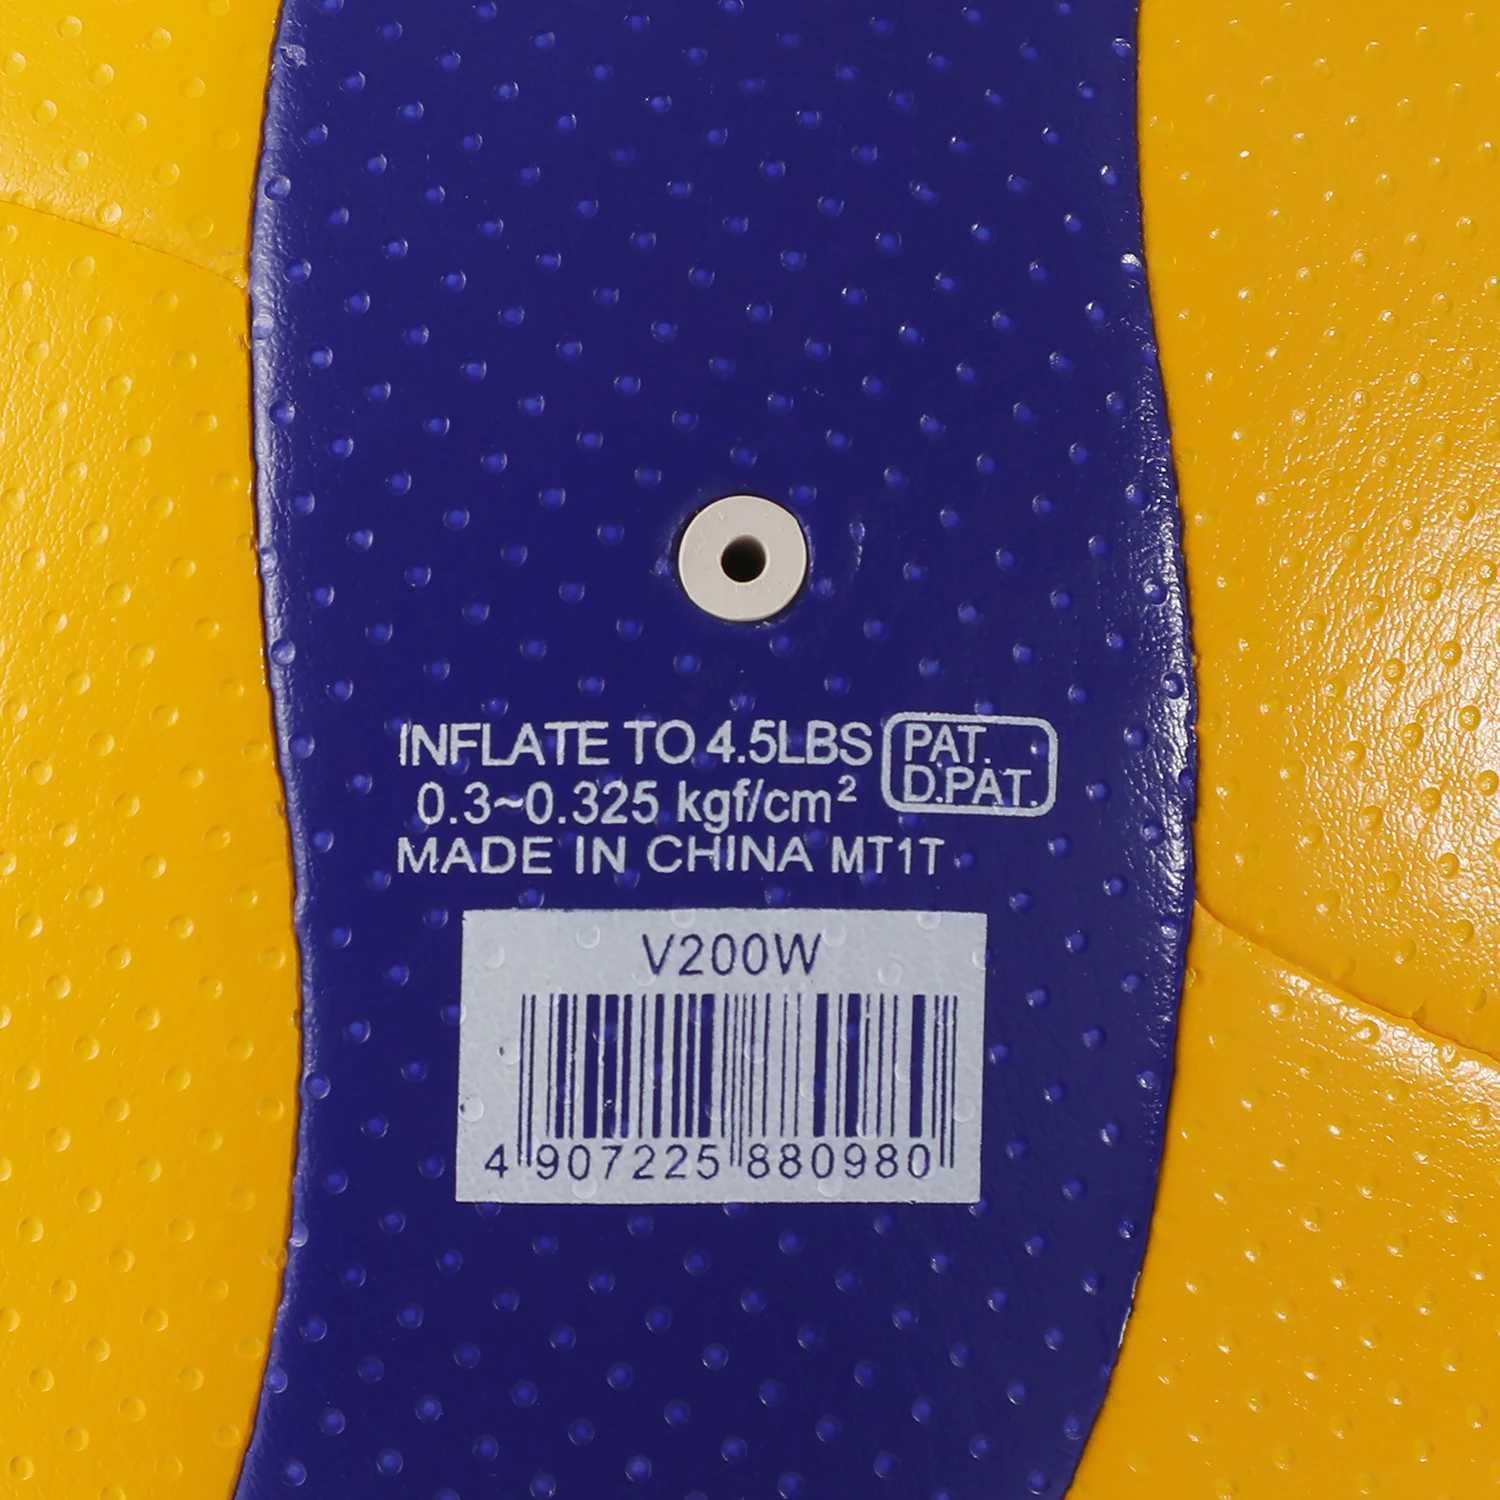 INFLATE TO 4.5LBS
0.3~0.325 kgf/cm²
PAT.
D.PAT.
MADE IN CHINA MT1T
V200W
4 907225 880980